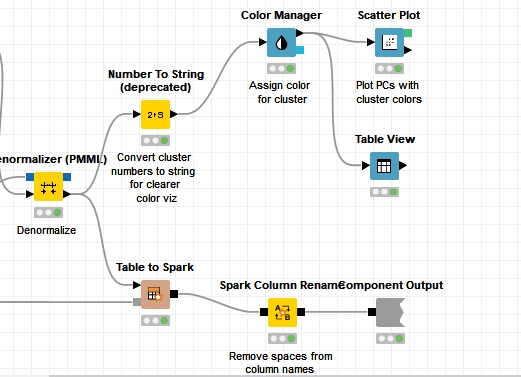 Color Manager
Scatter Plot
Assign color
for cluster
Plot PCs with
cluster colors
Number To String
(deprecated)
2▸S
Convert cluster
numbers to string
for clearer
color viz
Table View
enormalizer (PMML)
Denormalize
Table to Spark
Spark Column Rename
Component Output
A
B
Remove spaces from
column names